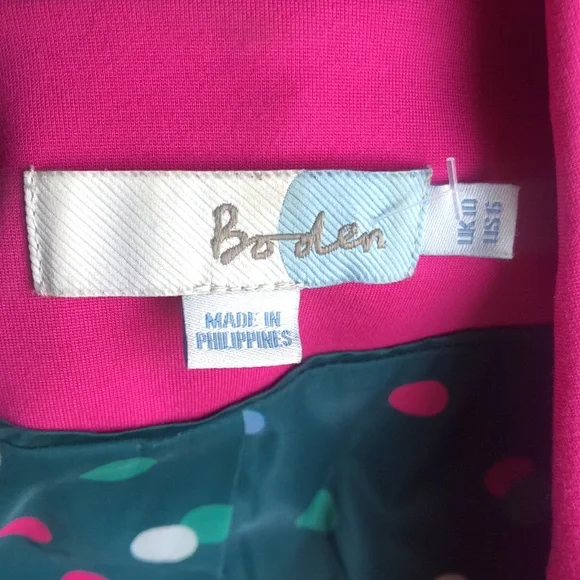 Boden
UK 10
US 6
MADE IN
PHILIPPINES